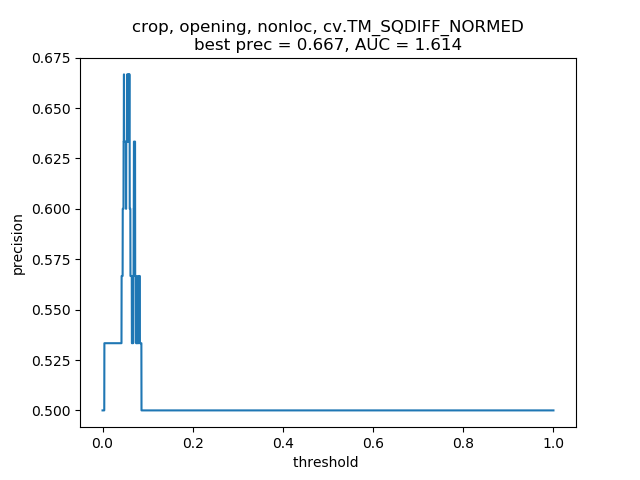 crop, opening, nonloc, cv.TM_SQDIFF_NORMED
best prec = 0.667, AUC = 1.614
0.675
0.650
0.625
0.600
0.575
0.550
0.525
0.500
precision
0.0 0.2 0.4 0.6 0.8 1.0
threshold